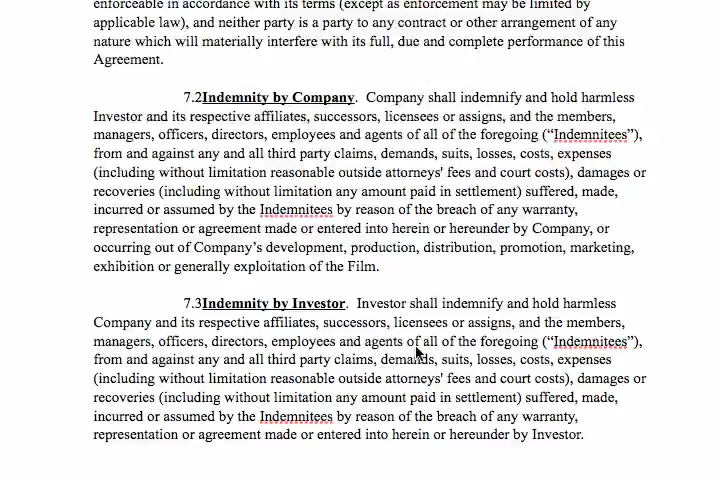 enforceable in accordance with its terms (except as enforcement may be limited by
applicable law), and neither party is a party to any contract or other arrangement of any
nature which will materially interfere with its full, due and complete performance of this
Agreement.
7.2Indemnity by Company.  Company shall indemnify and hold harmless
Investor and its respective affiliates, successors, licensees or assigns, and the members,
managers, officers, directors, employees and agents of all of the foregoing (“Indemnitees”),
from and against any and all third party claims, demands, suits, losses, costs, expenses
(including without limitation reasonable outside attorneys' fees and court costs), damages or
recoveries (including without limitation any amount paid in settlement) suffered, made,
incurred or assumed by the Indemnitees by reason of the breach of any warranty,
representation or agreement made or entered into herein or hereunder by Company, or
occurring out of Company’s development, production, distribution, promotion, marketing,
exhibition or generally exploitation of the Film.
7.3Indemnity by Investor.  Investor shall indemnify and hold harmless
Company and its respective affiliates, successors, licensees or assigns, and the members,
managers, officers, directors, employees and agents of all of the foregoing (“Indemnitees”),
from and against any and all third party claims, demands, suits, losses, costs, expenses
(including without limitation reasonable outside attorneys' fees and court costs), damages or
recoveries (including without limitation any amount paid in settlement) suffered, made,
incurred or assumed by the Indemnitees by reason of the breach of any warranty,
representation or agreement made or entered into herein or hereunder by Investor.